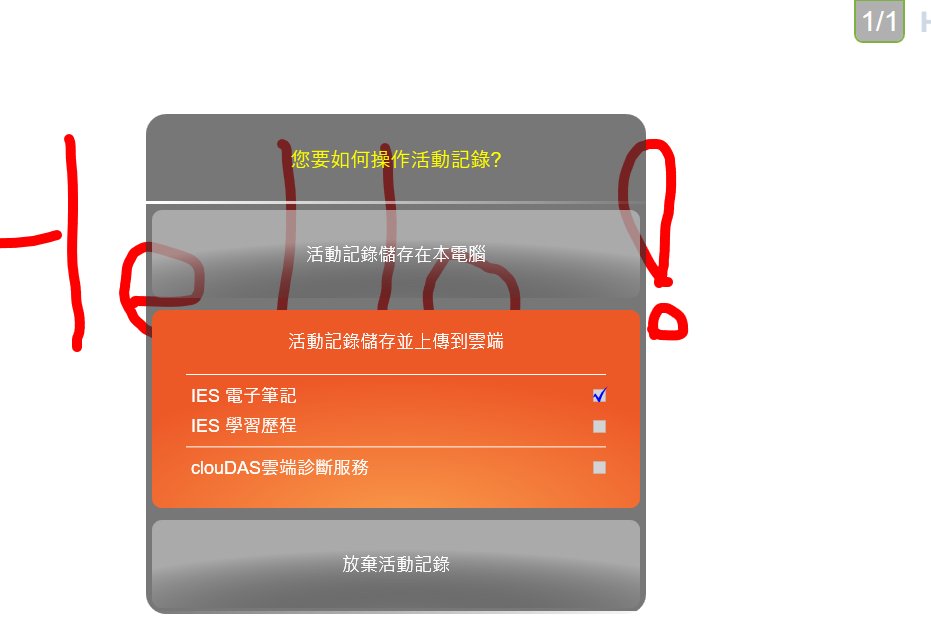 1/1
Hello!
您要如何操作活動記錄?
活動記錄儲存在本電腦
活動記錄儲存並上傳到雲端
IES 電子筆記
IES 學習歷程
clouDAS雲端診斷服務
放棄活動記錄